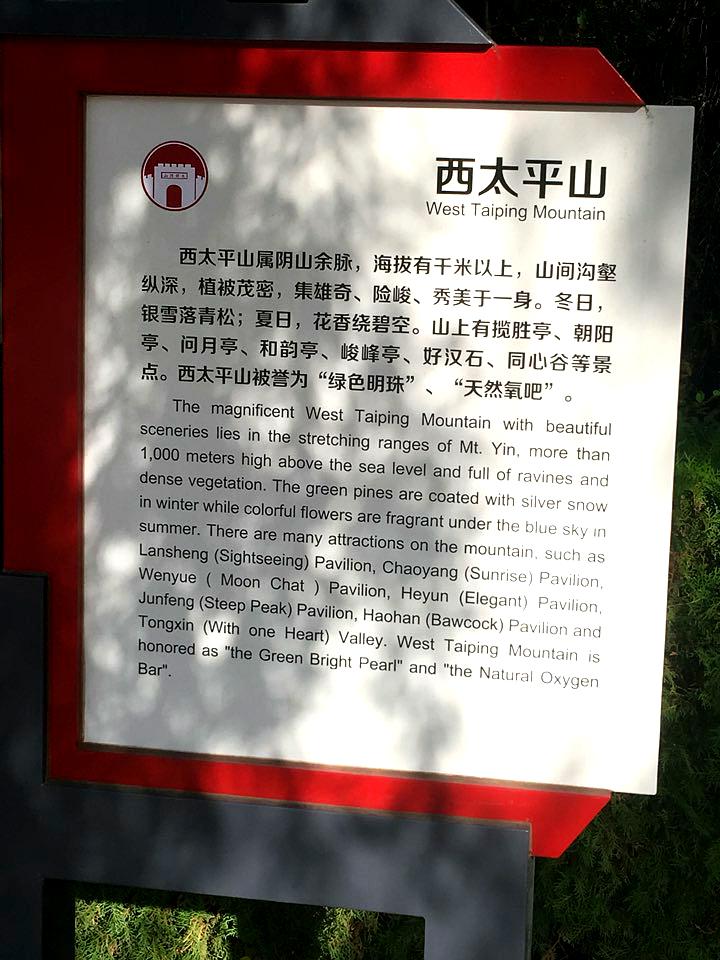 西太平山
West Taiping Mountain
西太平山属阴山余脉，海拔有千米以上，山间沟壑
纵深，植被茂密，集雄奇、险峻、秀美于一身。冬日，
银雪落青松；夏日，花香绕碧空。山上有揽胜亭、朝阳
亭、问月亭、和韵亭、峻峰亭、好汉石、同心谷等景
点。西太平山被誉为“绿色明珠”、“天然氧吧”。
The magnificent West Taiping Mountain with beautiful
sceneries lies in the stretching ranges of Mt. Yin, more than
1,000 meters high above the sea level and full of ravines and
dense vegetation. The green pines are coated with silver snow
in winter while colorful flowers are fragrant under the blue sky in
summer. There are many attractions on the mountain, such as
Lansheng (Sightseeing) Pavilion, Chaoyang (Sunrise) Pavilion,
Wenyue ( Moon Chat ) Pavilion, Heyun (Elegant) Pavilion,
Junfeng (Steep Peak) Pavilion, Haohan (Bawcock) Pavilion and
Tongxin (With one Heart) Valley. West Taiping Mountain is
honored as "the Green Bright Pearl" and "the Natural Oxygen
Bar".